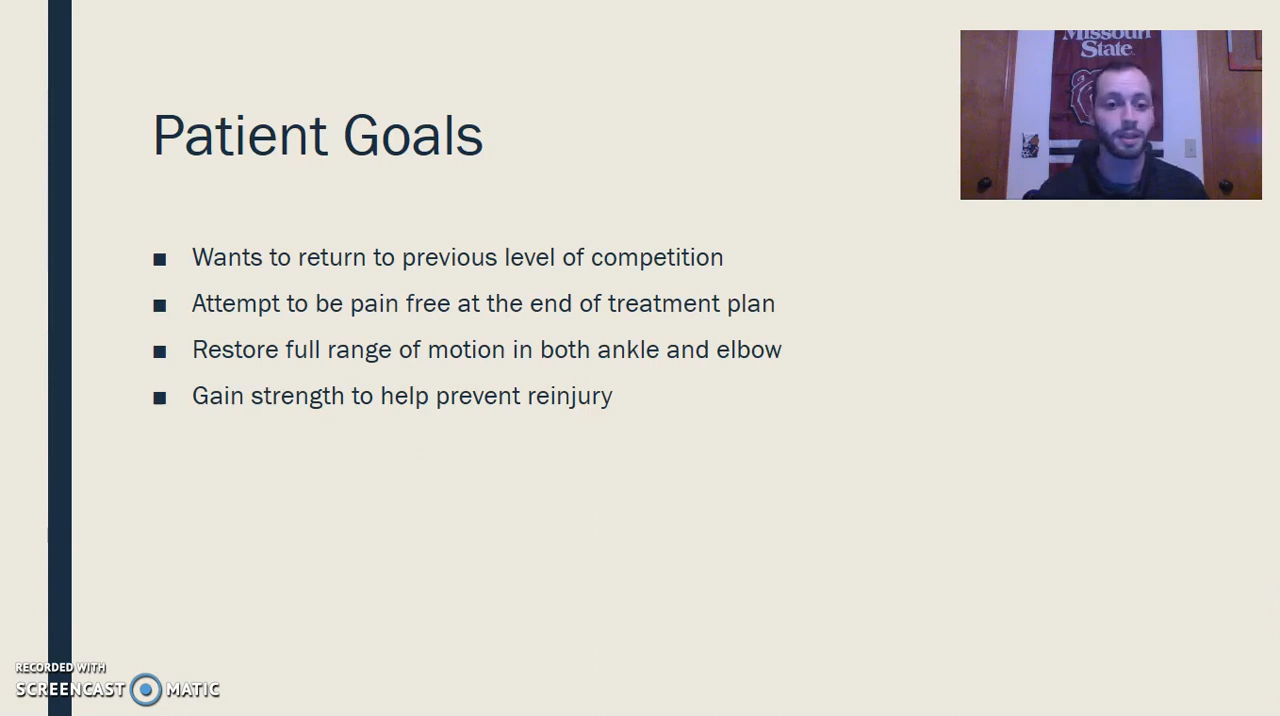 Missouri
State
Patient Goals
Wants to return to previous level of competition
Attempt to be pain free at the end of treatment plan
Restore full range of motion in both ankle and elbow
Gain strength to help prevent reinjury
RECORDED WITH
SCREENCAST MATIC